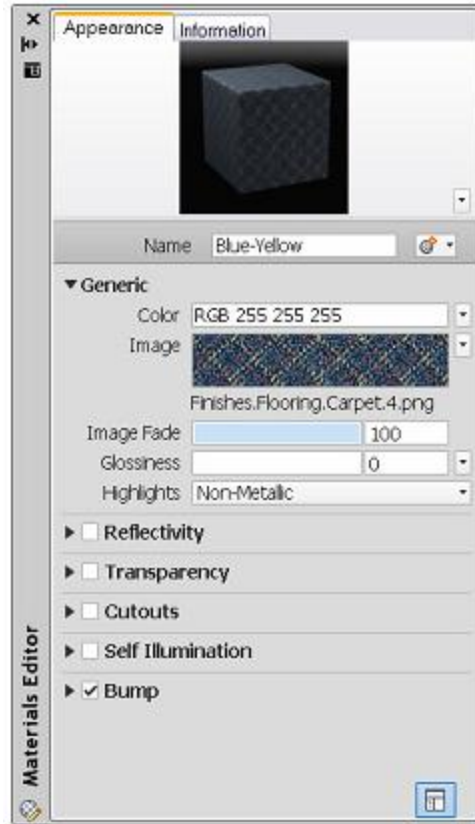 Appearance Information
Name Blue-Yellow
Generic
Color RGB 255 255 255
Image
Finishes.Flooring.Carpet.4.png
Image Fade 100
Glossiness 0
Highlights Non-Metallic
Reflectivity
Transparency
Cutouts
Self Illumination
Bump
Materials Editor